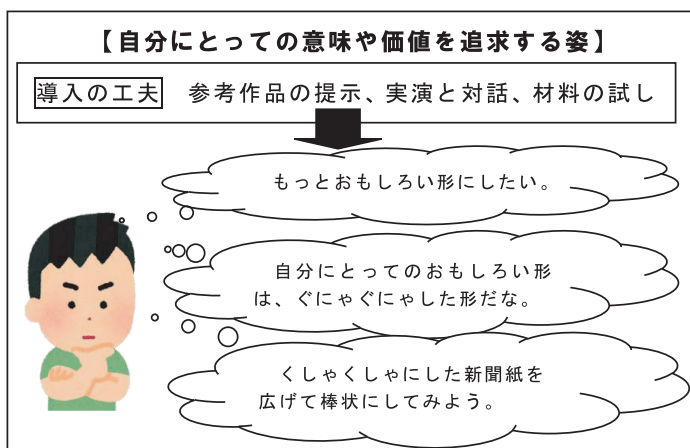 【自分にとっての意味や価値を追求する姿】
導入の工夫　参考作品の提示、実演と対話、材料の試し
もっとおもしろい形にしたい。
自分にとってのおもしろい形
は、ぐにゃぐにゃした形だな。
くしゃくしゃにした新聞紙を
広げて棒状にしてみよう。